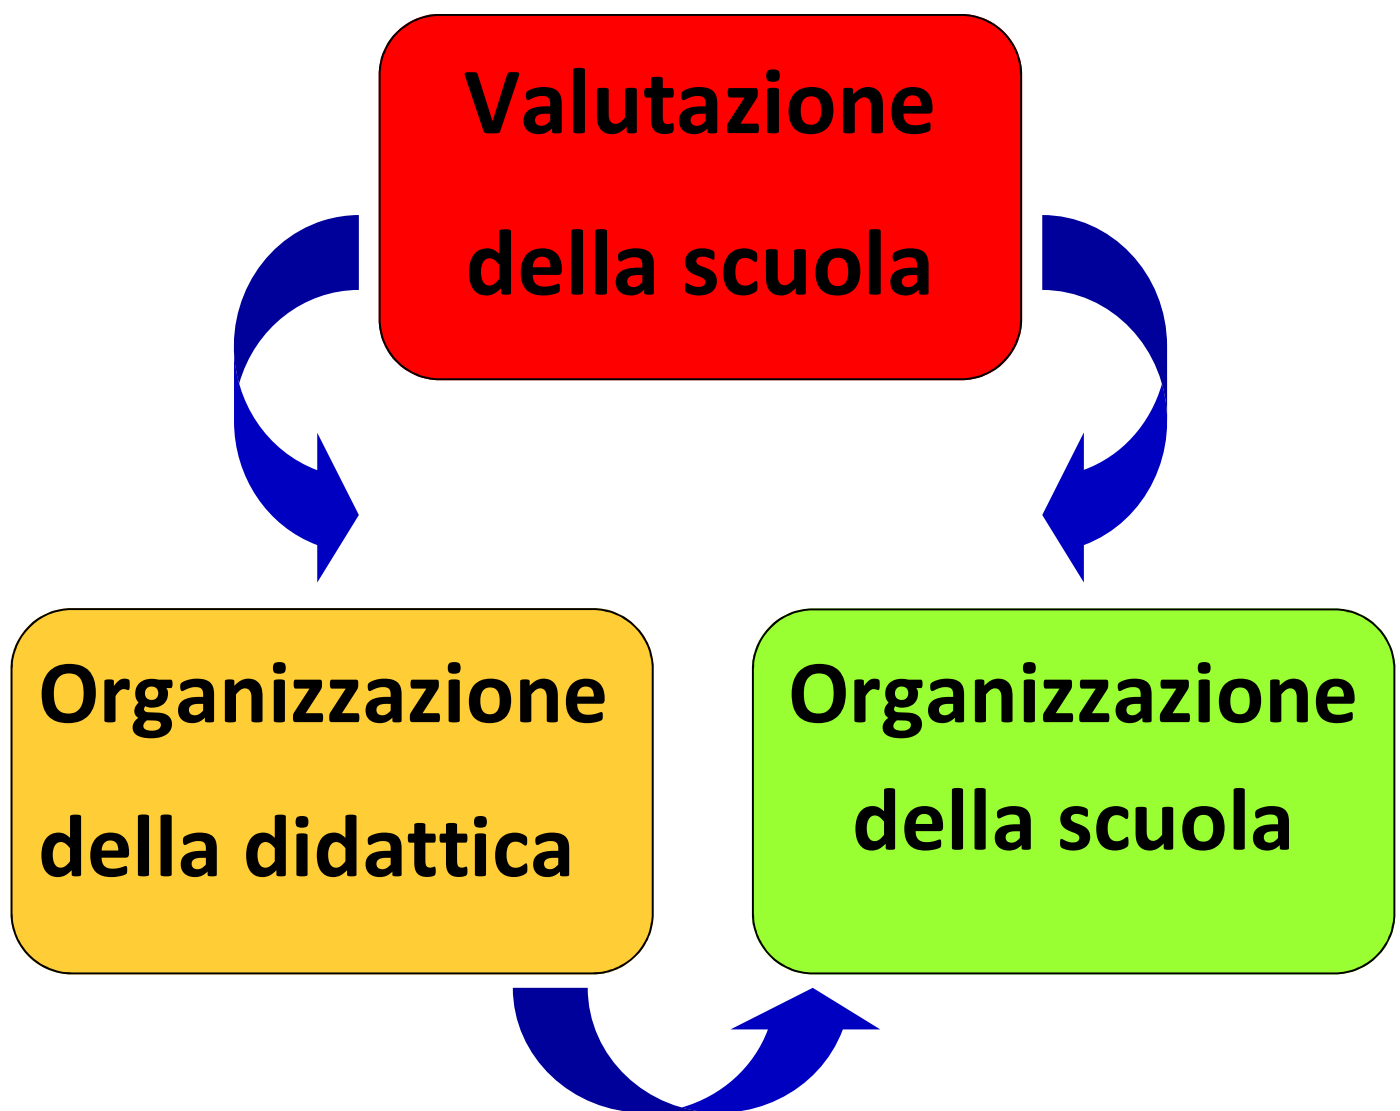 Valutazione
della scuola
Organizzazione
della didattica
Organizzazione
della scuola